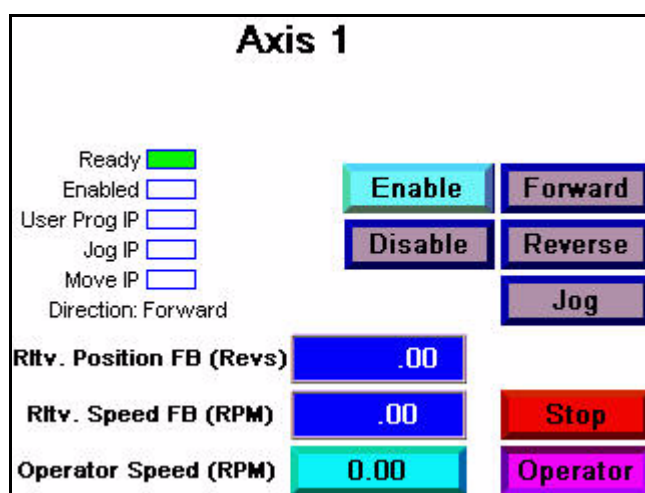 Axis 1
Ready
Enabled
User Prog IP
Jog IP
Move IP
Direction: Forward
Enable
Forward
Disable
Reverse
Jog
Rltv. Position FB (Revs)
.00
Rltv. Speed FB (RPM)
.00
Stop
Operator Speed (RPM)
0.00
Operator